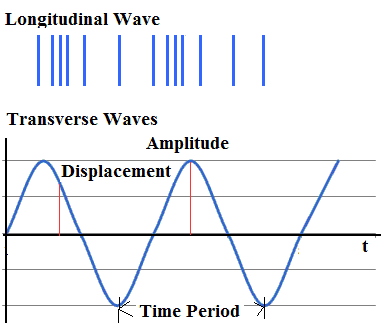 Longitudinal Wave
Transverse Waves
Amplitude
Displacement
t
Time Period